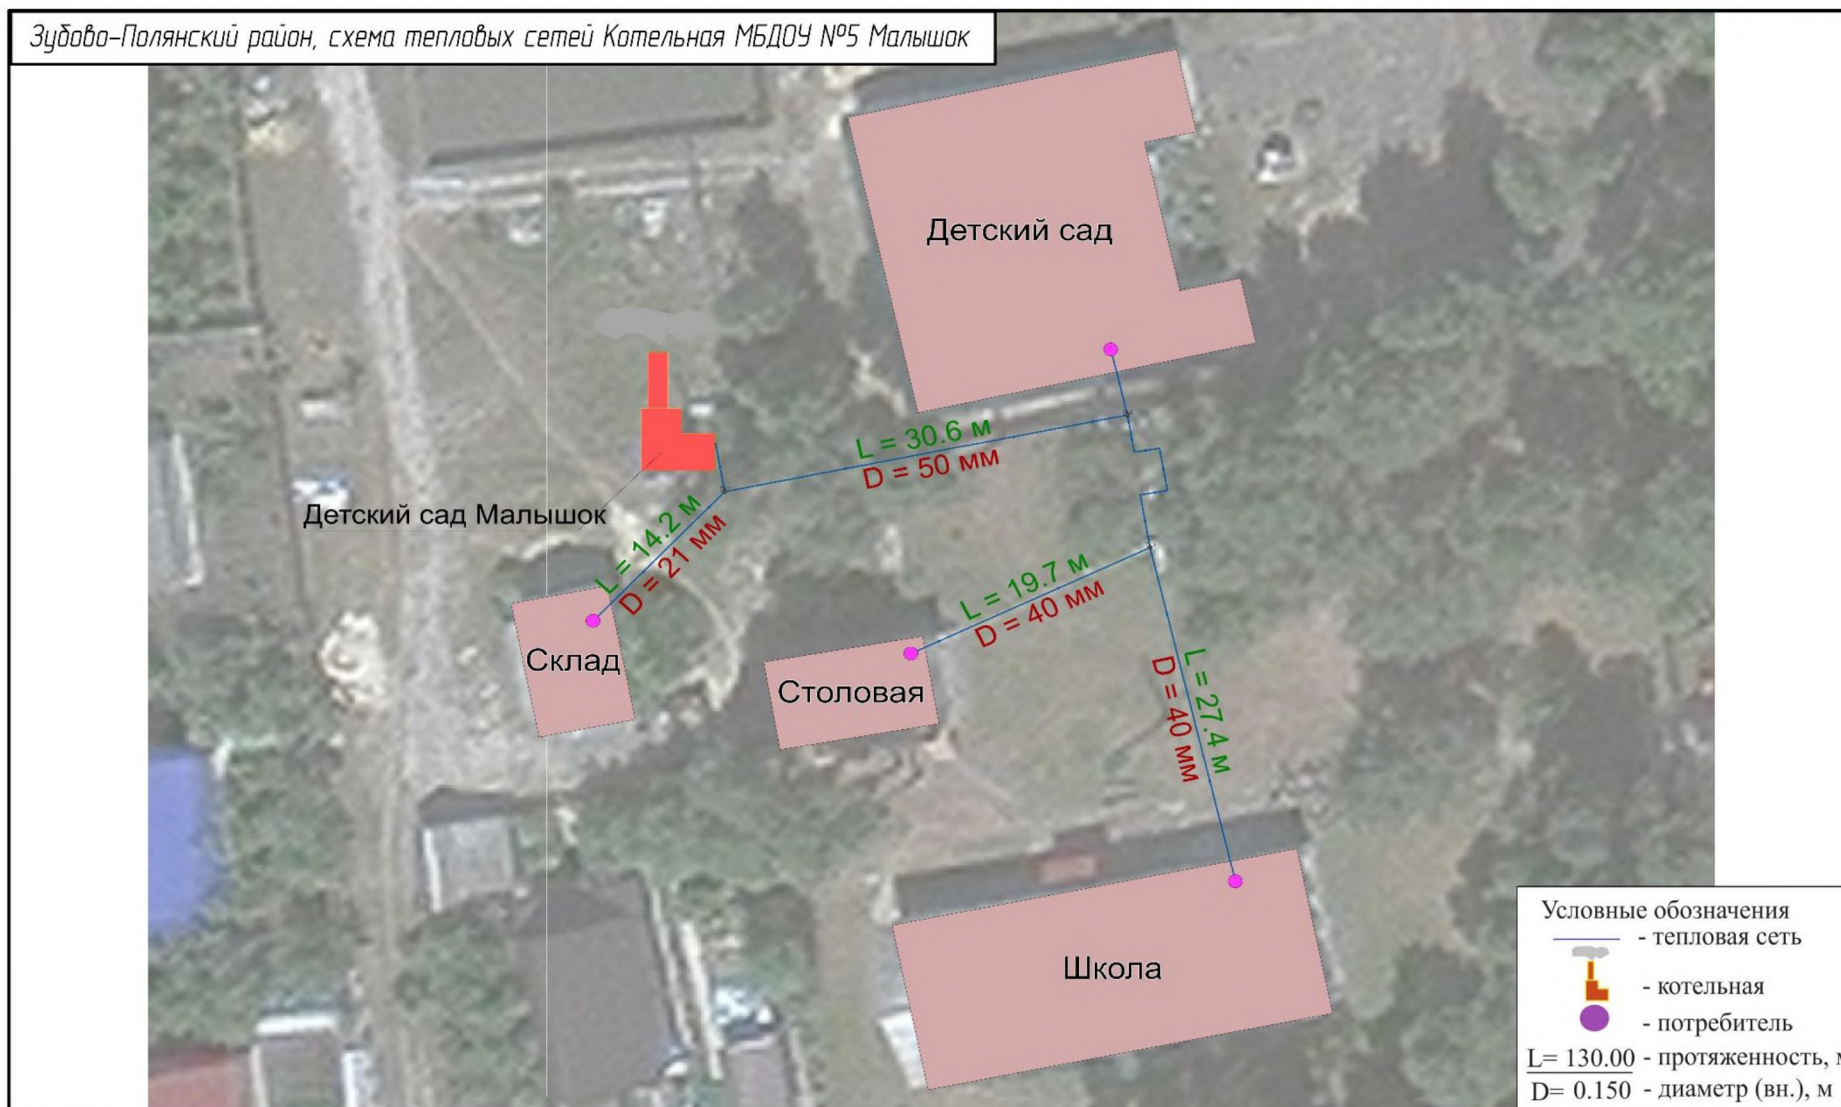 Зубово-Полянский район, схема тепловых сетей Котельная МБДОУ №5 Малышок
Детский сад
L = 30.6 м
D = 50 мм
Детский сад Малышок
L = 14.2 м
D = 21 мм
L = 19.7 м
D = 40 мм
Склад
Столовая
L = 27.4 м
D = 40 мм
Школа
Условные обозначения
- тепловая сеть
- котельная
- потребитель
L= 130.00 - протяженность, м
D= 0.150 - диаметр (вн.), м